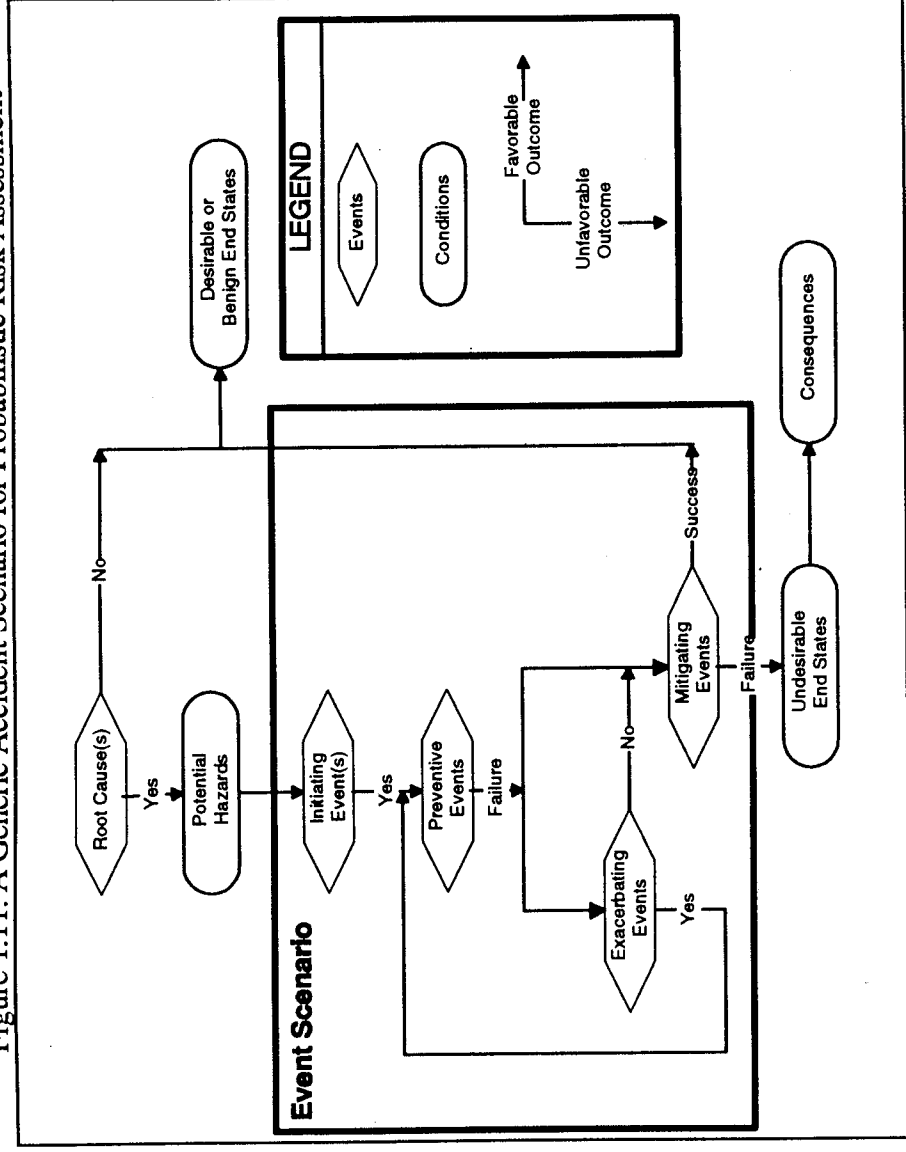 Figure 1.11: A Generic Accident Scenario for Probabilistic Risk Assessment
Root Cause(s)
No
Yes
Desirable or
Benign End States
Potential
Hazards
Event Scenario
Initiating
Event(s)
Yes
Preventive
Events
Failure
Exacerbating
Events
No
Yes
Mitigating
Events
Success
Failure
Undesirable
End States
Consequences
LEGEND
Events
Conditions
Favorable
Outcome
Unfavorable
Outcome